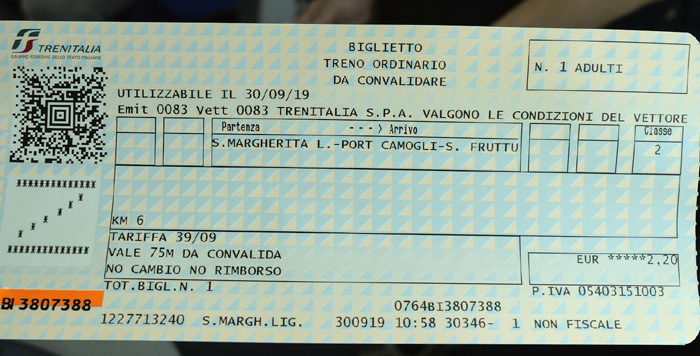 TRENITALIA
GRUPPO FERROVIE DELLO STATO ITALIANE
BIGLIETTO
TRENO ORDINARIO
DA CONVALIDARE
N. 1 ADULTI
UTILIZZABILE IL 30/09/19
Emit 0083 Vett 0083 TRENITALIA S.P.A. VALGONO LE CONDIZIONI DEL VETTORE
Partenza ---> Arrivo
Classe
S.MARGHERITA L.-PORT CAMOGLI-S. FRUTTU
2
KM 6
TARIFFA 39/09
VALE 75M DA CONVALIDA
NO CAMBIO NO RIMBORSO
EUR *****2,20
TOT.BIGL.N. 1
P.IVA 05403151003
BI3807388
0764BI3807388
1227713240 S.MARGH.LIG. 300919 10:58 30346- 1 NON FISCALE